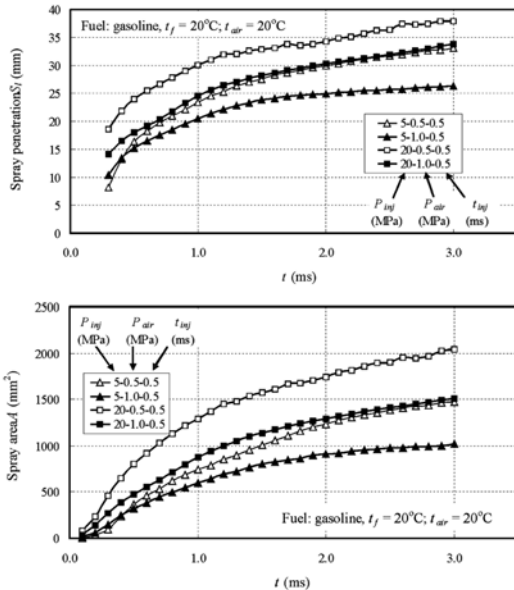 Fuel: gasoline, t_f = 20°C; t_air = 20°C
Spray penetrationS_l (mm)
40
35
30
25
20
15
10
5
0
5-0.5-0.5
5-1.0-0.5
20-0.5-0.5
20-1.0-0.5
P_inj P_air t_inj
(MPa) (MPa) (ms)
0.0 1.0 2.0 3.0
t (ms)
Spray areaA (mm²)
2500
2000
1500
1000
500
0
P_inj P_air t_inj
(MPa) (MPa) (ms)
5-0.5-0.5
5-1.0-0.5
20-0.5-0.5
20-1.0-0.5
Fuel: gasoline, t_f = 20°C; t_air = 20°C
0.0 1.0 2.0 3.0
t (ms)